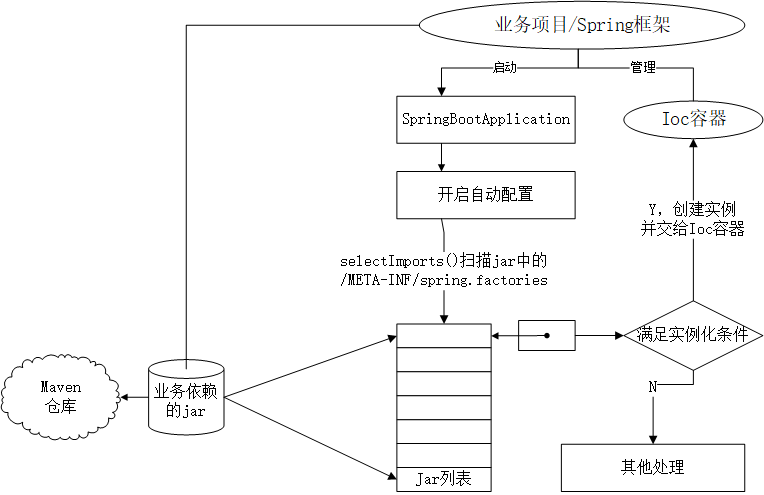 业务项目/Spring框架
启动
管理
SpringBootApplication
Ioc容器
开启自动配置
Y, 创建实例
并交给Ioc容器
selectImports()扫描jar中的
/META-INF/spring.factories
满足实例化条件
Maven
仓库
业务依赖
的jar
N
Jar列表
其他处理